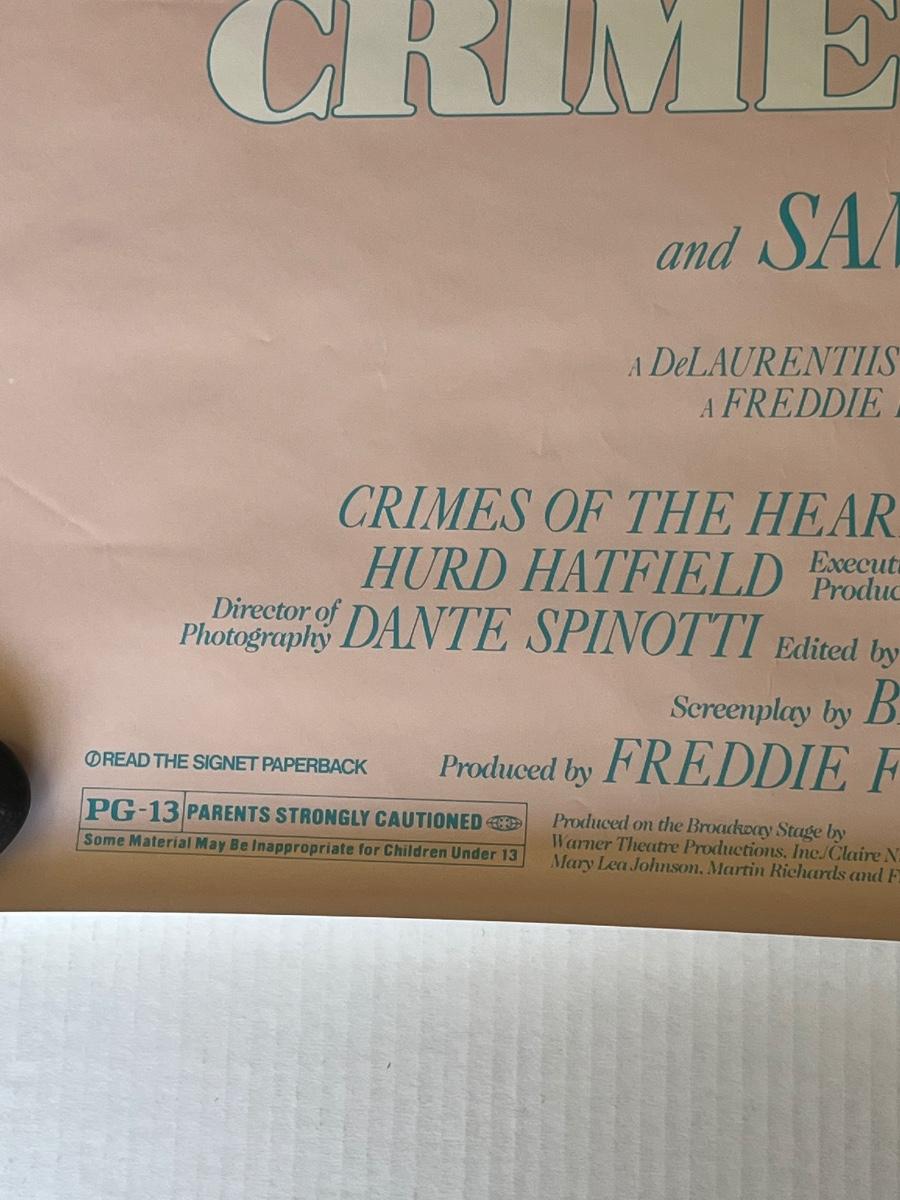 CRIME
and SAN
A DeLAURENTIIS
A FREDDIE
CRIMES OF THE HEAR
HURD HATFIELD Executi
Produc
Director of
Photography DANTE SPINOTTI Edited by
Screenplay by B
READ THE SIGNET PAPERBACK
Produced by FREDDIE F
PG-13 PARENTS STRONGLY CAUTIONED
Some Material May Be Inappropriate for Children Under 13
Produced on the Broadway Stage by
Warner Theatre Productions, Inc./Claire N
Mary Lea Johnson, Martin Richards and F